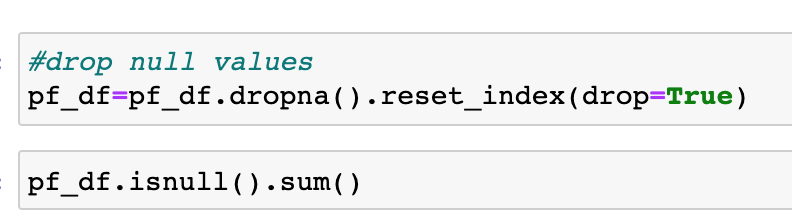 #drop null values
pf_df=pf_df.dropna().reset_index(drop=True)
pf_df.isnull().sum()